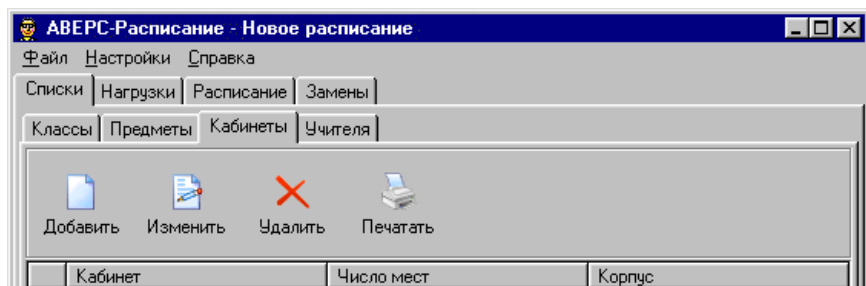 АВЕРС-Расписание - Новое расписание
Файл Настройки Справка
Списки Нагрузки Расписание Замены
Классы Предметы Кабинеты Учителя
Добавить Изменить Удалить Печатать
Кабинет Число мест Корпус